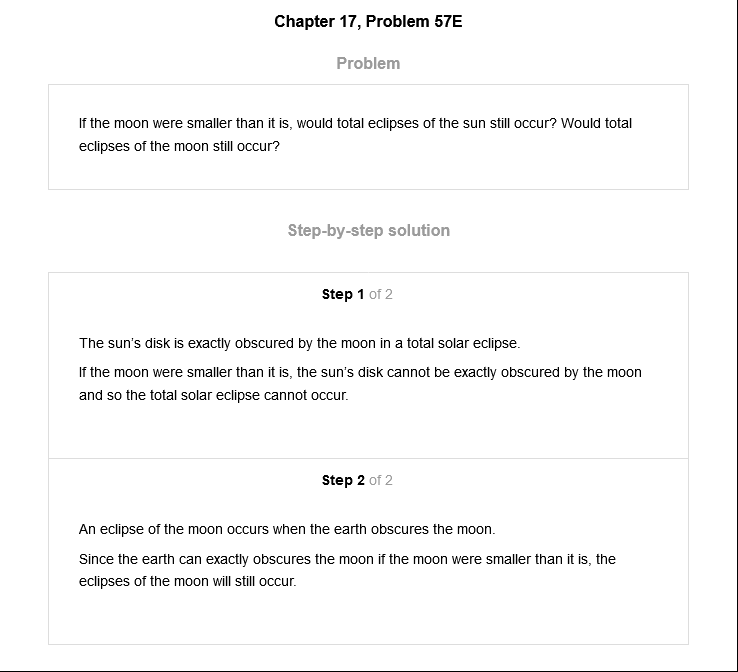 Chapter 17, Problem 57E
Problem
If the moon were smaller than it is, would total eclipses of the sun still occur? Would total
eclipses of the moon still occur?
Step-by-step solution
Step 1 of 2
The sun's disk is exactly obscured by the moon in a total solar eclipse.
If the moon were smaller than it is, the sun's disk cannot be exactly obscured by the moon
and so the total solar eclipse cannot occur.
Step 2 of 2
An eclipse of the moon occurs when the earth obscures the moon.
Since the earth can exactly obscures the moon if the moon were smaller than it is, the
eclipses of the moon will still occur.